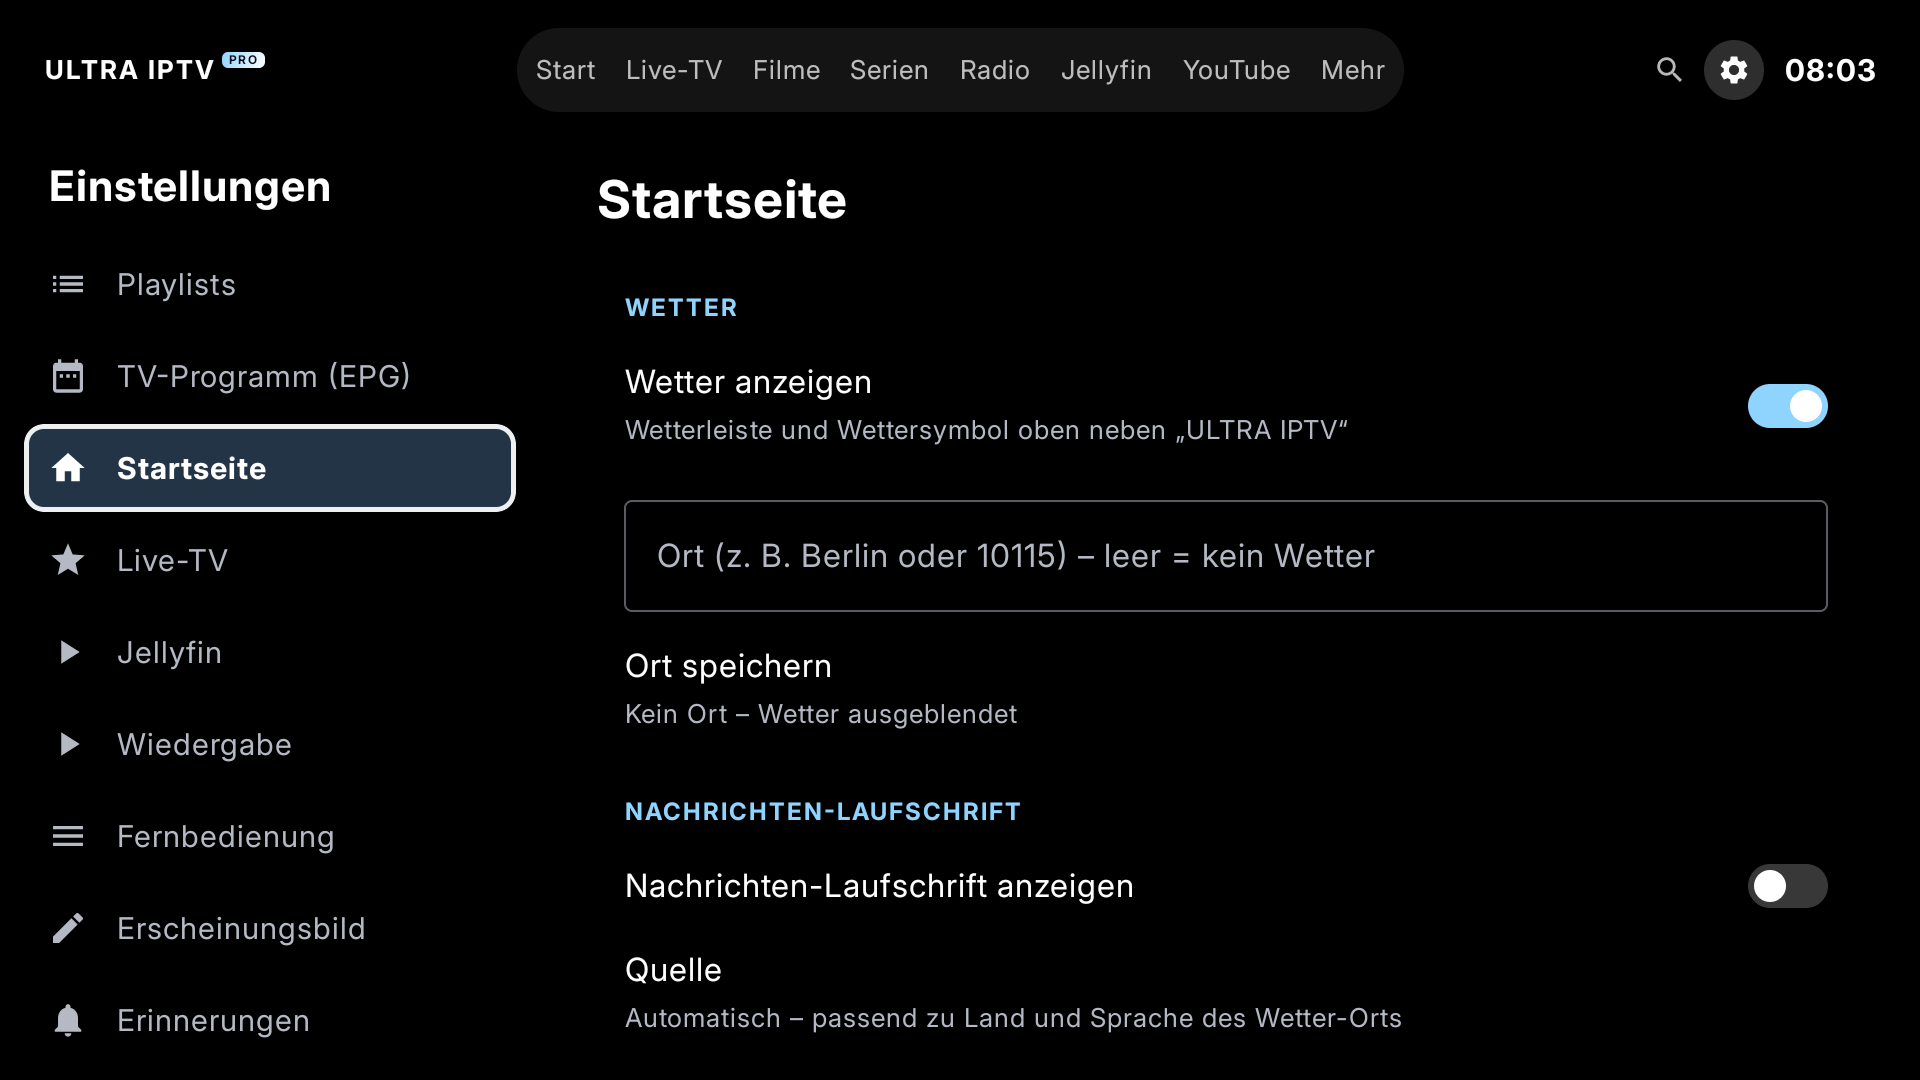 ULTRA IPTV PRO
Start Live-TV Filme Serien Radio Jellyfin YouTube Mehr
08:03
Einstellungen
Playlists
TV-Programm (EPG)
Startseite
Live-TV
Jellyfin
Wiedergabe
Fernbedienung
Erscheinungsbild
Erinnerungen
Startseite
WETTER
Wetter anzeigen
Wetterleiste und Wettersymbol oben neben „ULTRA IPTV“
Ort (z. B. Berlin oder 10115) – leer = kein Wetter
Ort speichern
Kein Ort – Wetter ausgeblendet
NACHRICHTEN-LAUFSCHRIFT
Nachrichten-Laufschrift anzeigen
Quelle
Automatisch – passend zu Land und Sprache des Wetter-Orts